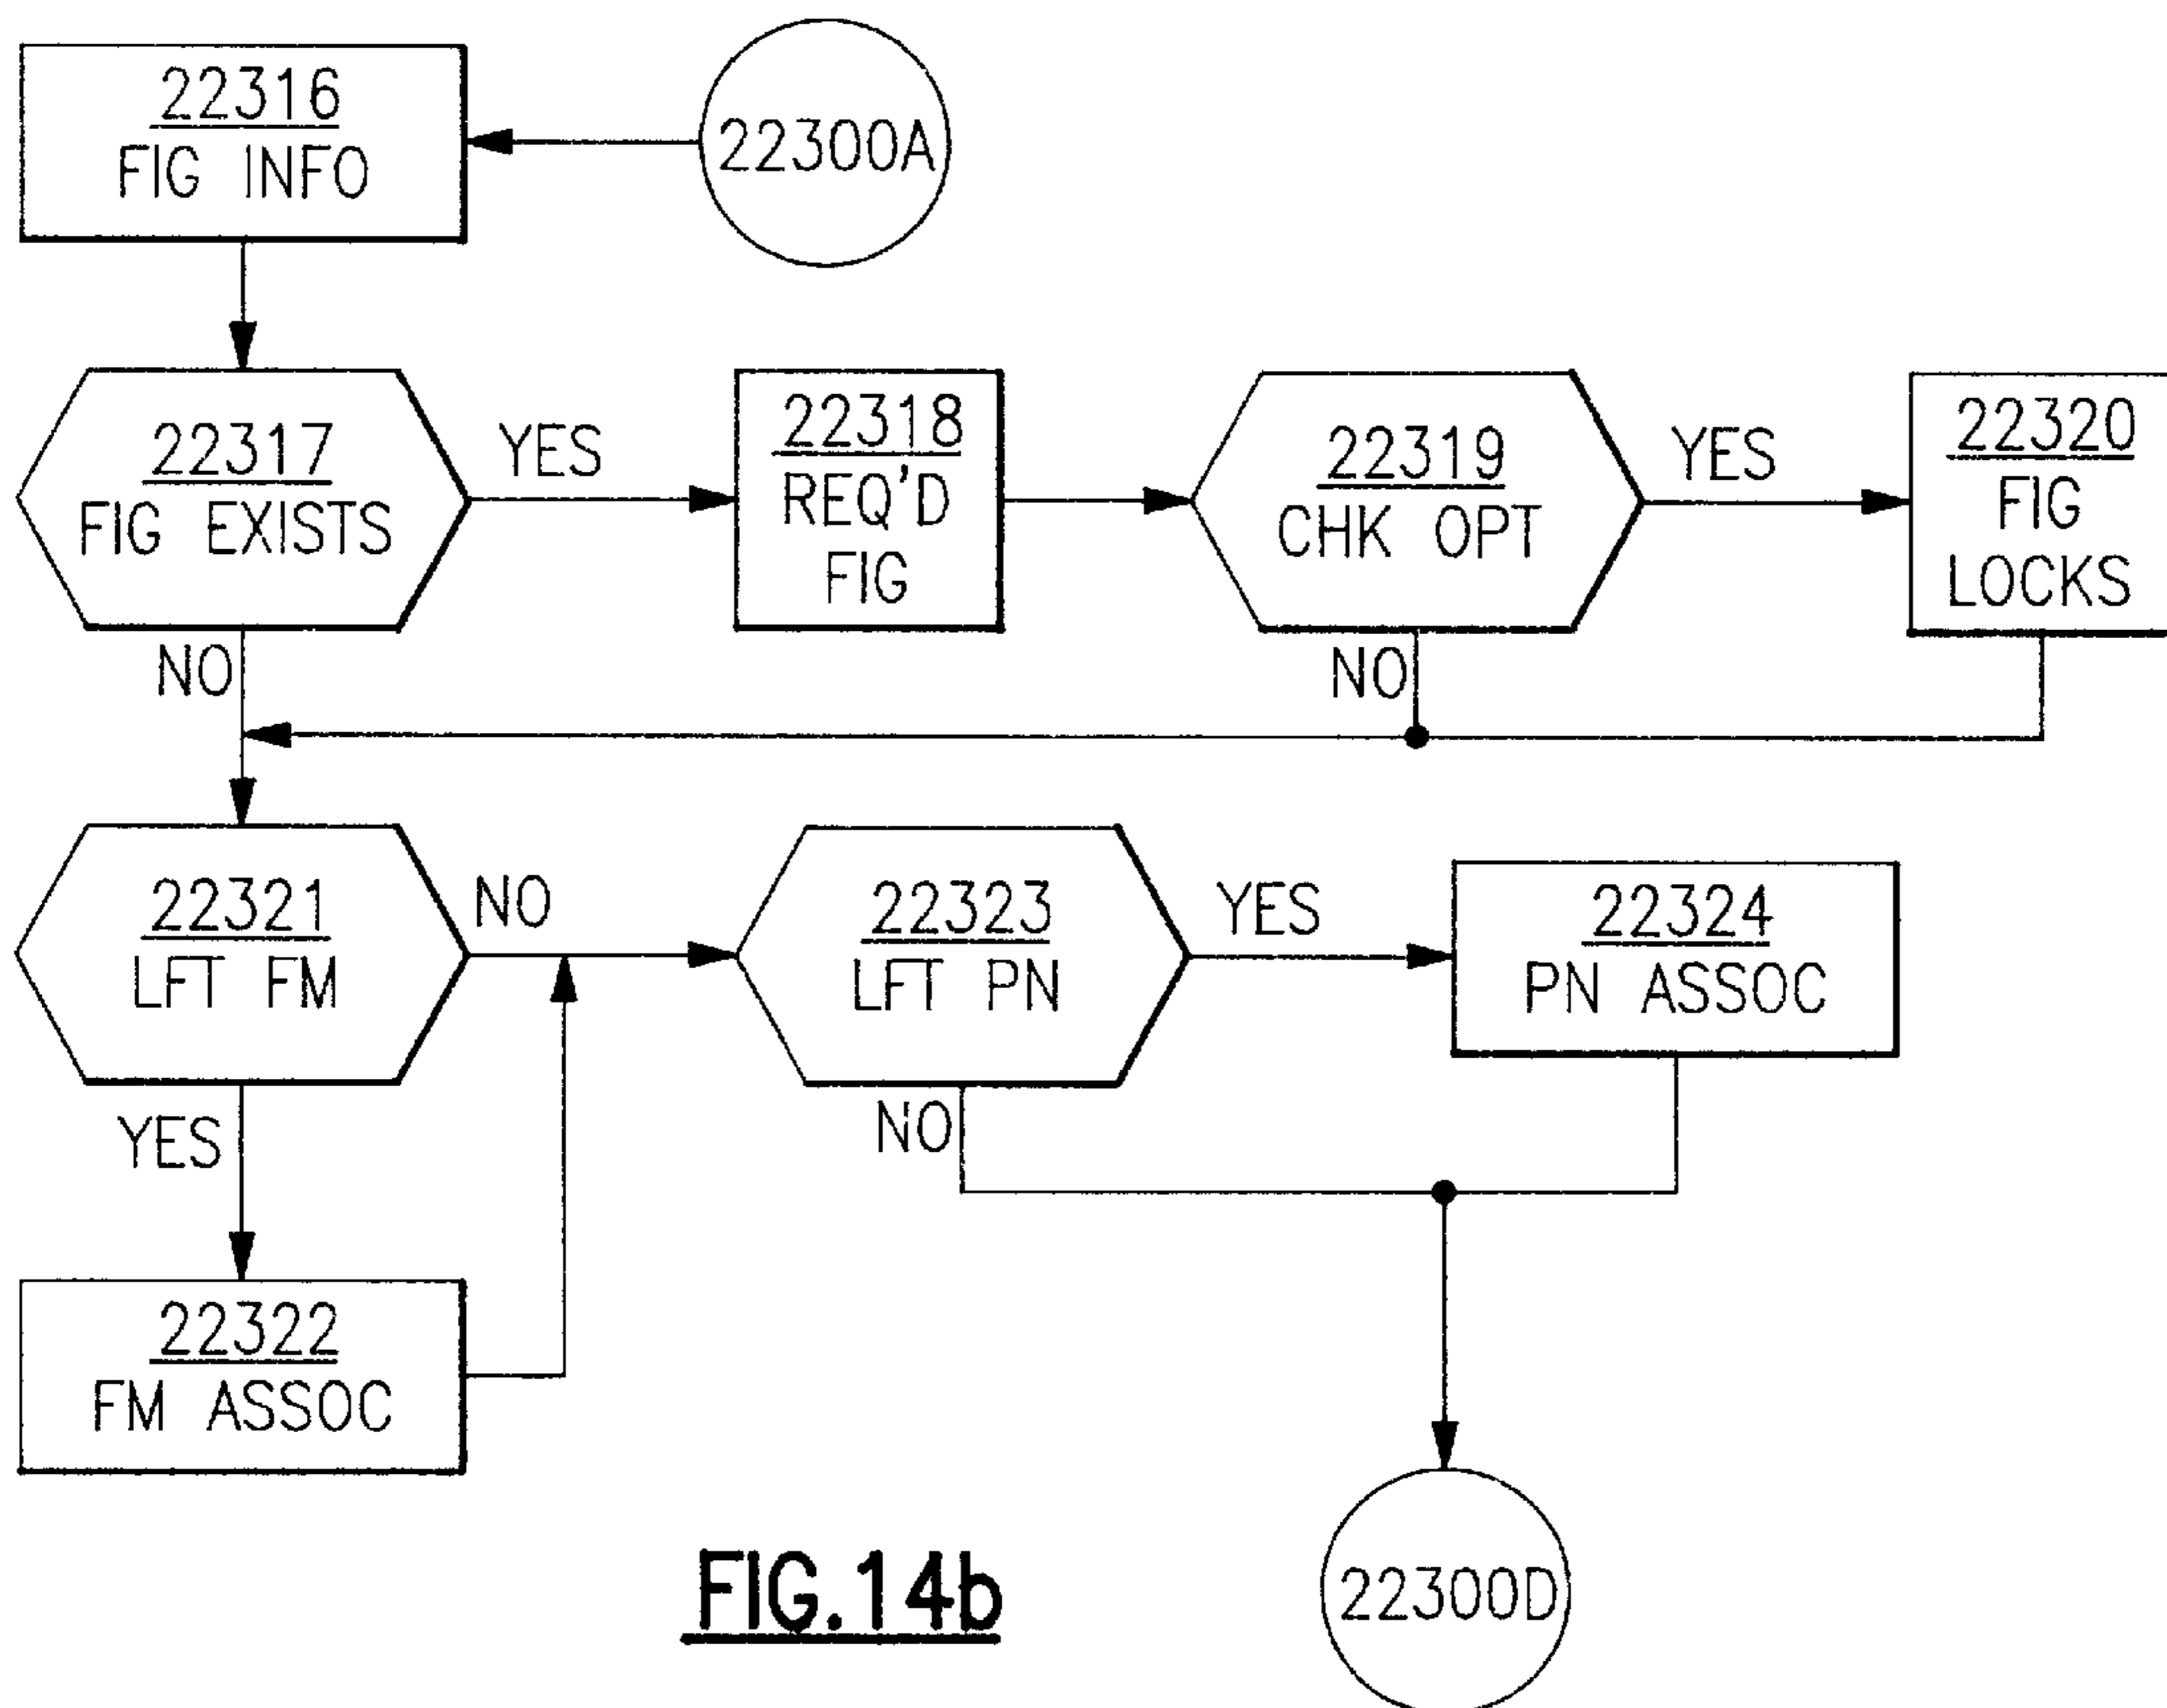 22316
FIG INFO
22300A
22317
FIG EXISTS
YES
22318
REQ'D
FIG
22319
CHK OPT
YES
22320
FIG
LOCKS
NO
NO
22321
LFT FM
NO
22323
LFT PN
YES
22324
PN ASSOC
YES
NO
22322
FM ASSOC
22300D
FIG.14b